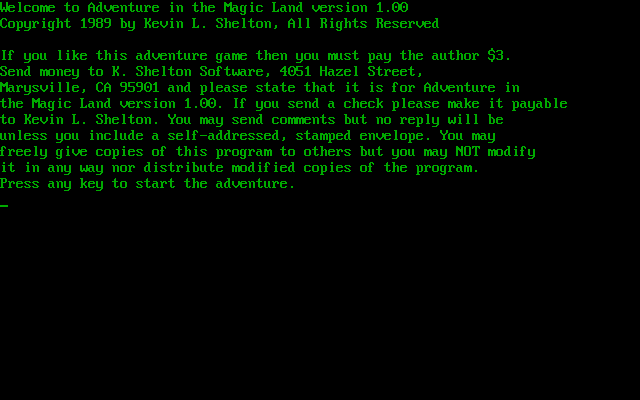 Welcome to Adventure in the Magic Land version 1.00
Copyright 1989 by Kevin L. Shelton, All Rights Reserved
If you like this adventure game then you must pay the author $3.
Send money to K. Shelton Software, 4051 Hazel Street,
Marysville, CA 95901 and please state that it is for Adventure in
the Magic Land version 1.00. If you send a check please make it payable
to Kevin L. Shelton. You may send comments but no reply will be
unless you include a self-addressed, stamped envelope. You may
freely give copies of this program to others but you may NOT modify
it in any way nor distribute modified copies of the program.
Press any key to start the adventure.